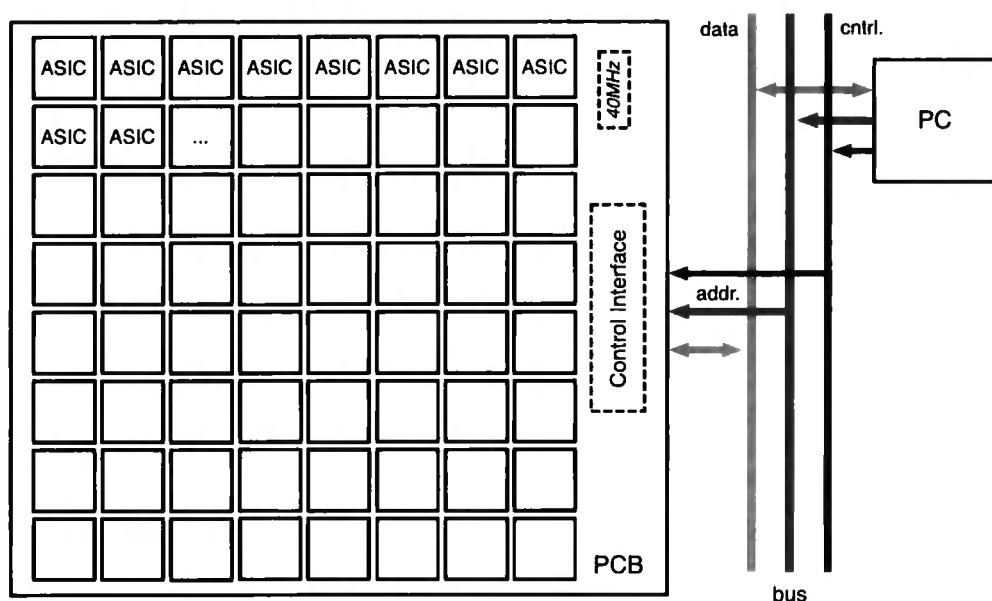 data
cntrl.
ASIC ASIC ASIC ASIC ASIC ASIC ASIC ASIC
40MHz
PC
ASIC ASIC ...
Control Interface
addr.
PCB
bus